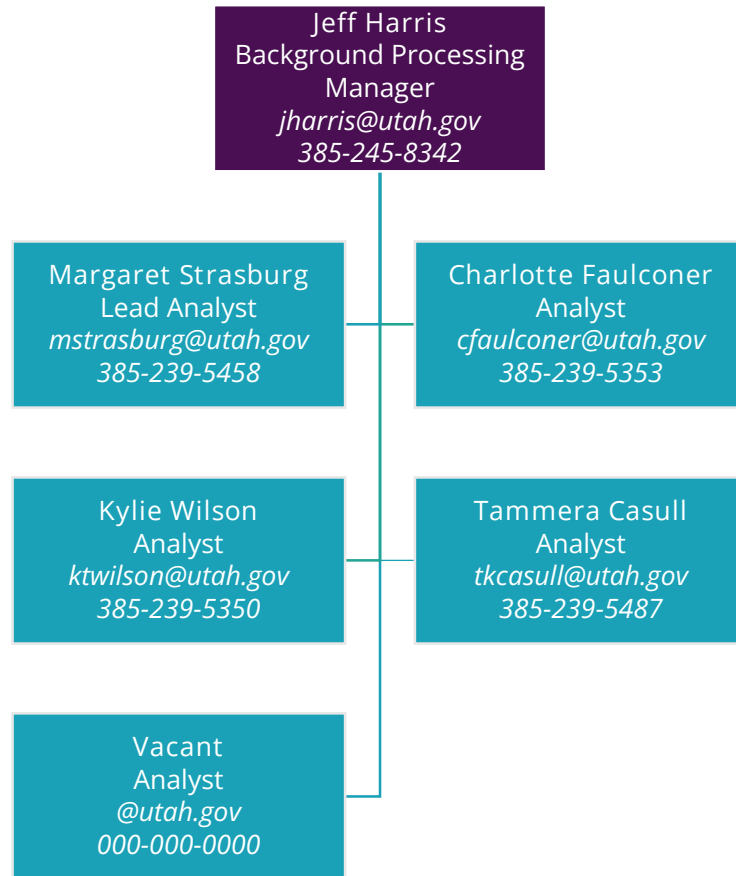 Jeff Harris
Background Processing
Manager
jharris@utah.gov
385-245-8342
Margaret Strasburg
Lead Analyst
mstrasburg@utah.gov
385-239-5458
Charlotte Faulconer
Analyst
cfaulconer@utah.gov
385-239-5353
Kylie Wilson
Analyst
ktwilson@utah.gov
385-239-5350
Tammera Casull
Analyst
tkcasull@utah.gov
385-239-5487
Vacant
Analyst
@utah.gov
000-000-0000